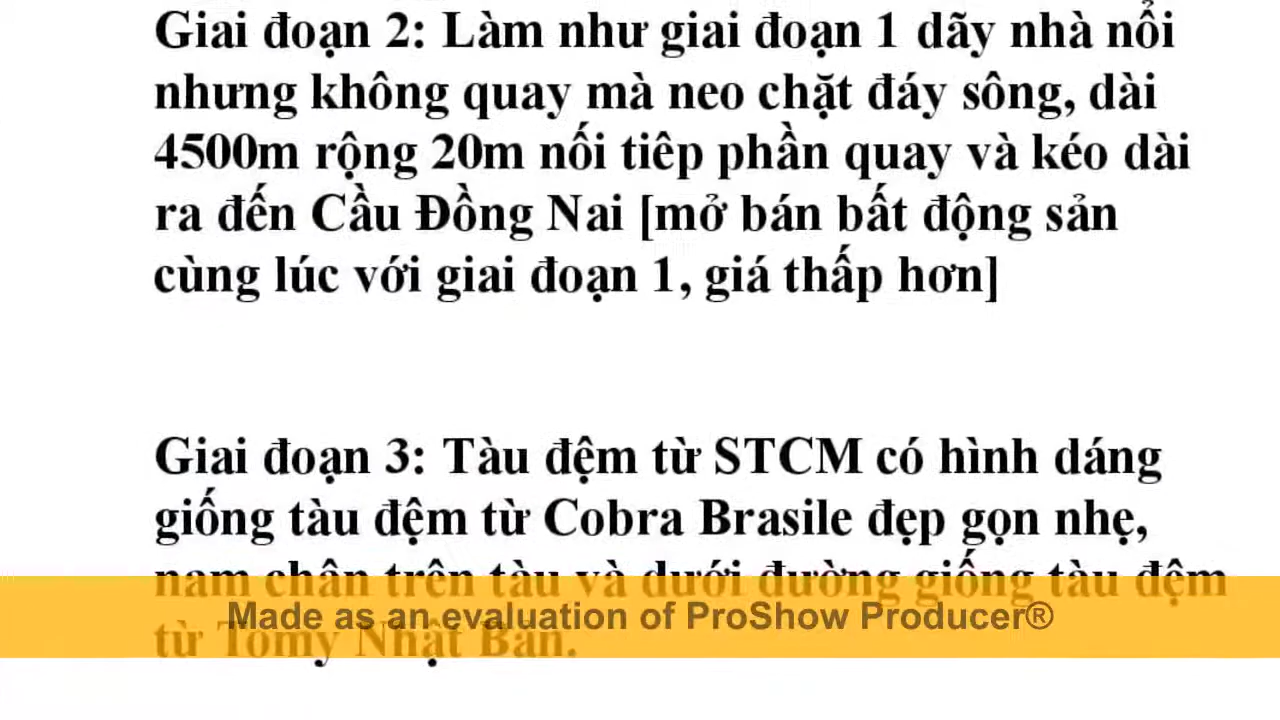 Giai đoạn 2: Làm như giai đoạn 1 dãy nhà nổi
nhưng không quay mà neo chặt đáy sông, dài
4500m rộng 20m nối tiêp phần quay và kéo dài
ra đến Cầu Đồng Nai [mở bán bất động sản
cùng lúc với giai đoạn 1, giá thấp hơn]
Giai đoạn 3: Tàu đệm từ STCM có hình dáng
giống tàu đệm từ Cobra Brasile đẹp gọn nhẹ,
nam châm trên tàu và dưới đường giống tàu đệm
Made as an evaluation of ProShow Producer®
từ Tomy Nhật Bản.